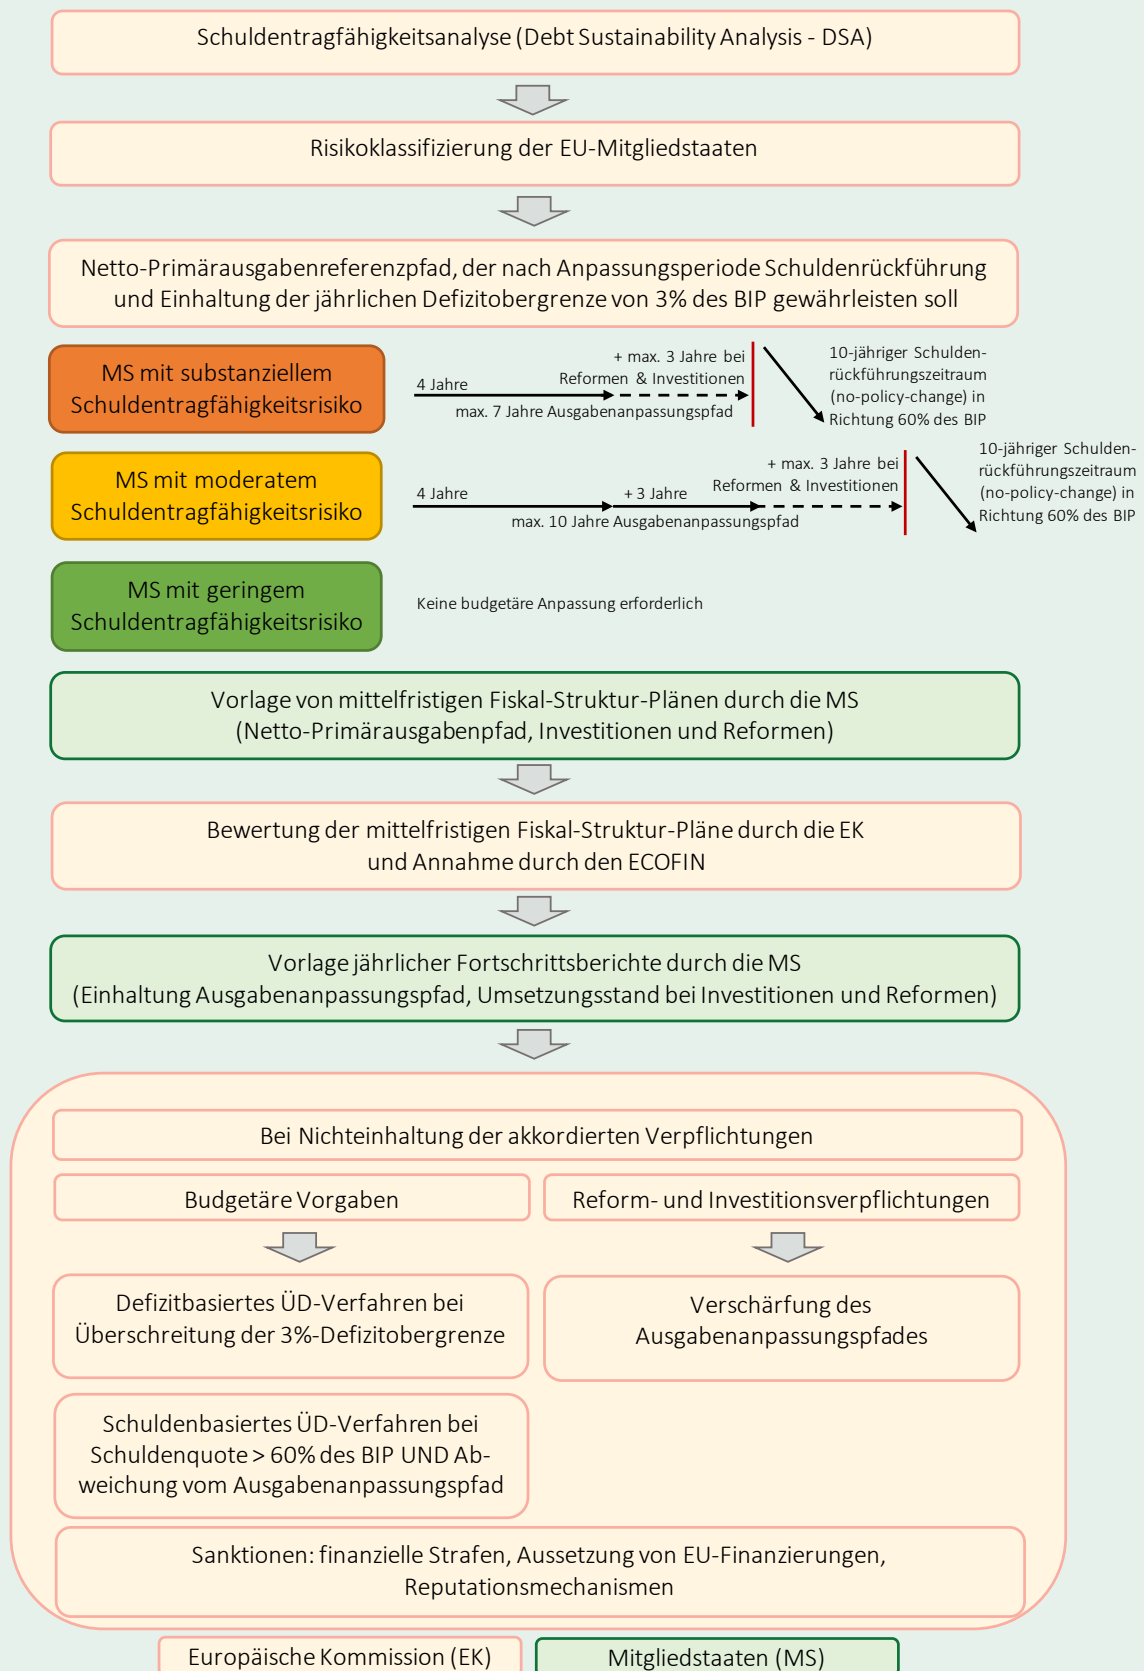 Schuldentragfähigkeitsanalyse (Debt Sustainability Analysis - DSA)
Risikoklassifizierung der EU-Mitgliedstaaten
Netto-Primärausgabenreferenzpfad, der nach Anpassungsperiode Schuldenrückführung
und Einhaltung der jährlichen Defizitobergrenze von 3% des BIP gewährleisten soll
MS mit substanziellem
Schuldentragfähigkeitsrisiko
4 Jahre
+ max. 3 Jahre bei
Reformen & Investitionen
max. 7 Jahre Ausgabenanpassungspfad
10-jähriger Schulden-
rückführungszeitraum
(no-policy-change) in
Richtung 60% des BIP
MS mit moderatem
Schuldentragfähigkeitsrisiko
4 Jahre
+ 3 Jahre
+ max. 3 Jahre bei
Reformen & Investitionen
max. 10 Jahre Ausgabenanpassungspfad
10-jähriger Schulden-
rückführungszeitraum
(no-policy-change) in
Richtung 60% des BIP
MS mit geringem
Schuldentragfähigkeitsrisiko
Keine budgetäre Anpassung erforderlich
Vorlage von mittelfristigen Fiskal-Struktur-Plänen durch die MS
(Netto-Primärausgabenpfad, Investitionen und Reformen)
Bewertung der mittelfristigen Fiskal-Struktur-Pläne durch die EK
und Annahme durch den ECOFIN
Vorlage jährlicher Fortschrittsberichte durch die MS
(Einhaltung Ausgabenanpassungspfad, Umsetzungsstand bei Investitionen und Reformen)
Bei Nichteinhaltung der akkordierten Verpflichtungen
Budgetäre Vorgaben
Reform- und Investitionsverpflichtungen
Defizitbasiertes ÜD-Verfahren bei
Überschreitung der 3%-Defizitobergrenze
Verschärfung des
Ausgabenanpassungspfades
Schuldenbasiertes ÜD-Verfahren bei
Schuldenquote > 60% des BIP UND Ab-
weichung vom Ausgabenanpassungspfad
Sanktionen: finanzielle Strafen, Aussetzung von EU-Finanzierungen,
Reputationsmechanismen
Europäische Kommission (EK)
Mitgliedstaaten (MS)